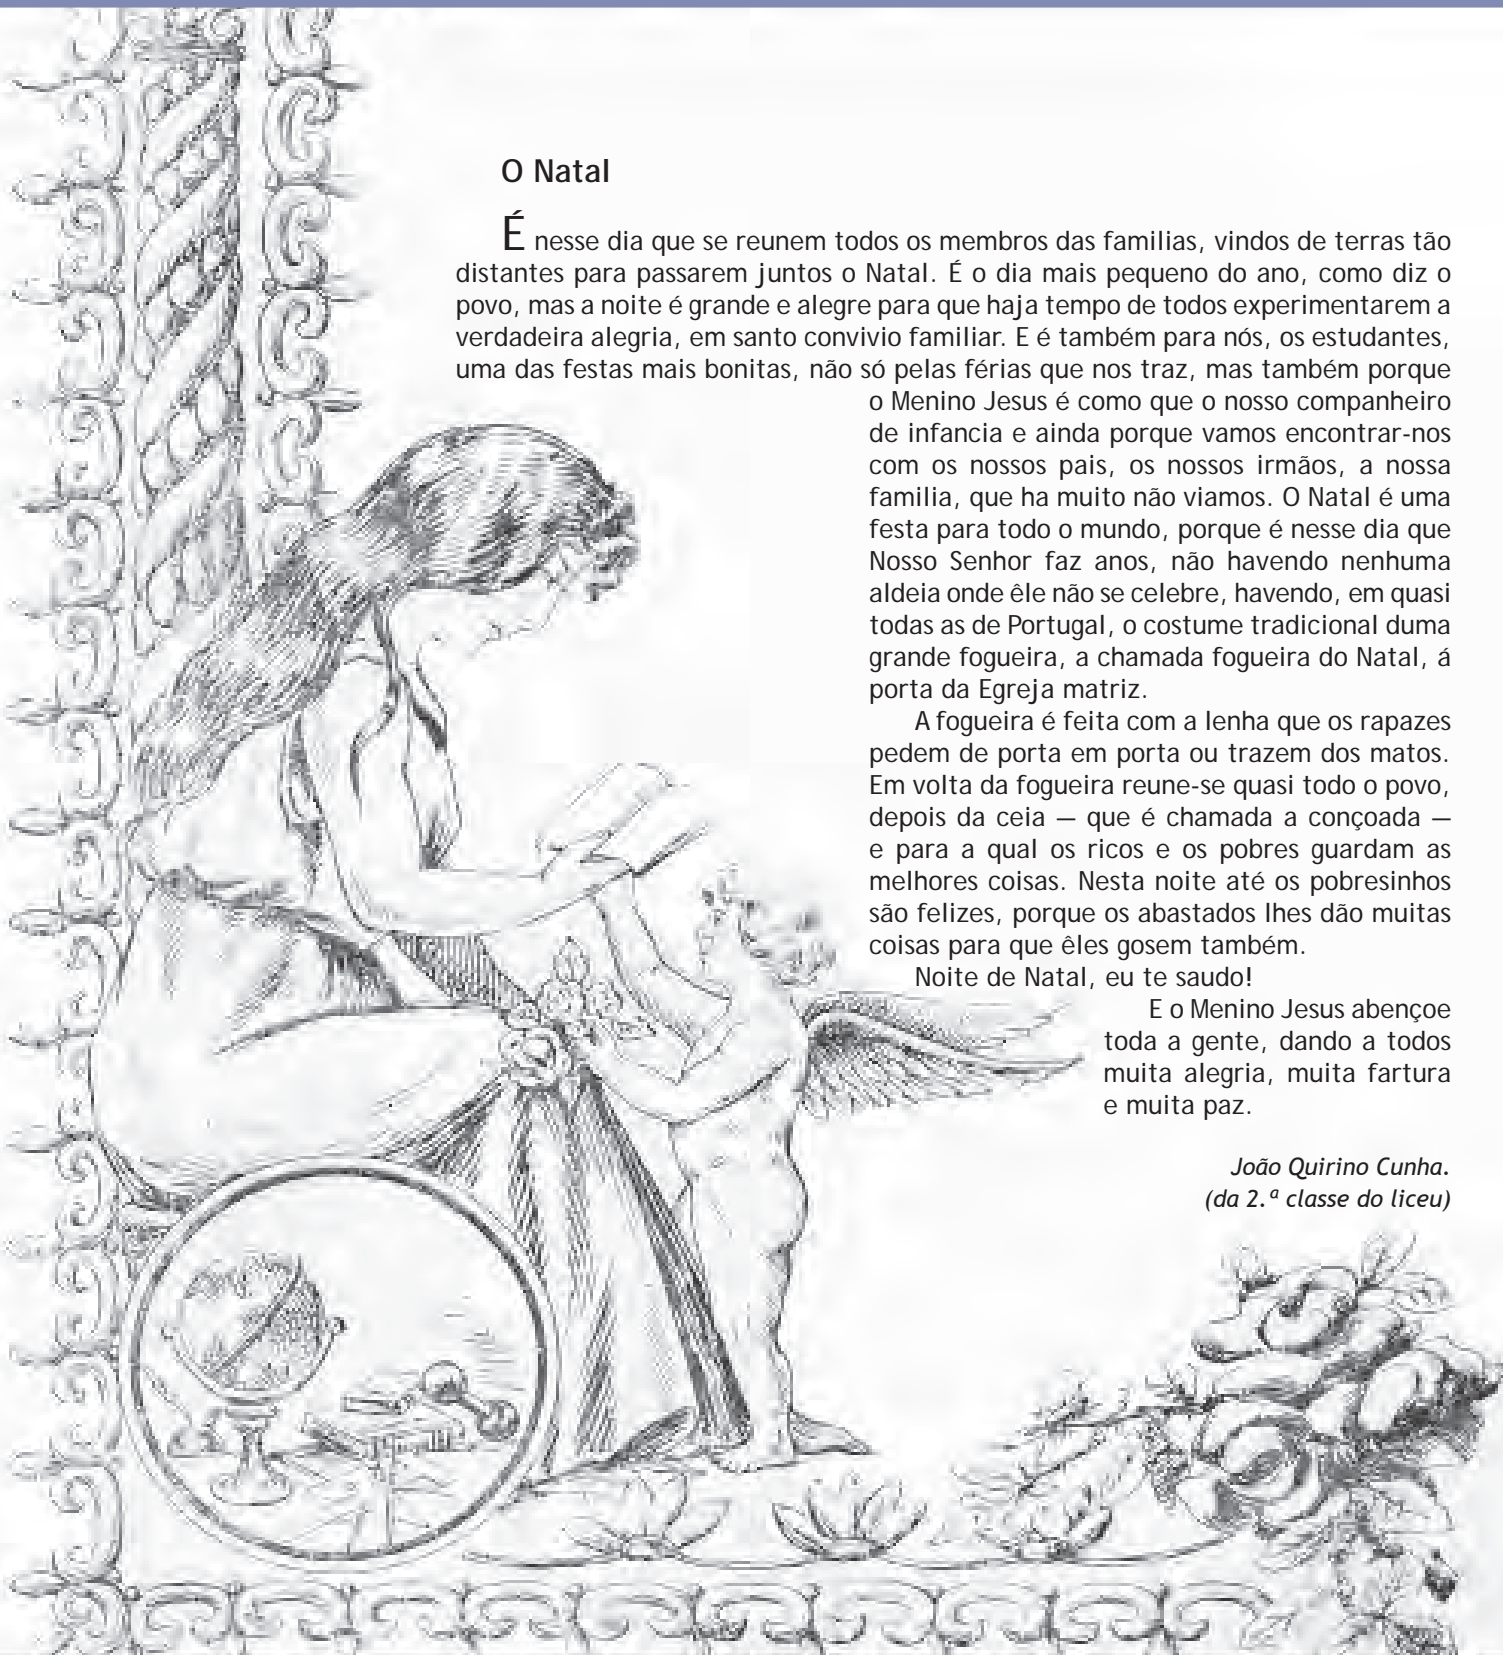 O Natal
É nesse dia que se reunem todos os membros das familias, vindos de terras tão
distantes para passarem juntos o Natal. É o dia mais pequeno do ano, como diz o
povo, mas a noite é grande e alegre para que haja tempo de todos experimentarem a
verdadeira alegria, em santo convivio familiar. E é também para nós, os estudantes,
uma das festas mais bonitas, não só pelas férias que nos traz, mas também porque
o Menino Jesus é como que o nosso companheiro
de infancia e ainda porque vamos encontrar-nos
com os nossos pais, os nossos irmãos, a nossa
familia, que ha muito não viamos. O Natal é uma
festa para todo o mundo, porque é nesse dia que
Nosso Senhor faz anos, não havendo nenhuma
aldeia onde êle não se celebre, havendo, em quasi
todas as de Portugal, o costume tradicional duma
grande fogueira, a chamada fogueira do Natal, á
porta da Egreja matriz.
A fogueira é feita com a lenha que os rapazes
pedem de porta em porta ou trazem dos matos.
Em volta da fogueira reune-se quasi todo o povo,
depois da ceia — que é chamada a conçoada —
e para a qual os ricos e os pobres guardam as
melhores coisas. Nesta noite até os pobresinhos
são felizes, porque os abastados lhes dão muitas
coisas para que êles gosem também.
Noite de Natal, eu te saudo!
E o Menino Jesus abençoe
toda a gente, dando a todos
muita alegria, muita fartura
e muita paz.
João Quirino Cunha.
(da 2.ª classe do liceu)